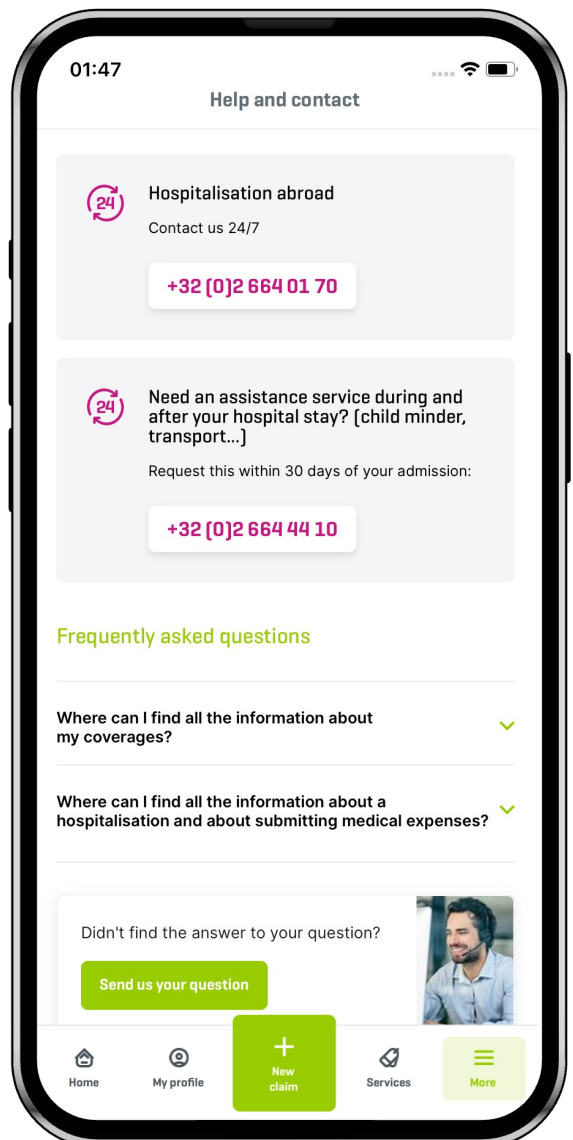 01:47
Help and contact
24
Hospitalisation abroad
Contact us 24/7
+32 (0)2 664 01 70
24
Need an assistance service during and
after your hospital stay? (child minder,
transport...)
Request this within 30 days of your admission:
+32 (0)2 664 44 10
Frequently asked questions
Where can I find all the information about
my coverages?
Where can I find all the information about a
hospitalisation and about submitting medical expenses?
Didn't find the answer to your question?
Send us your question
Home
My profile
New
claim
Services
More